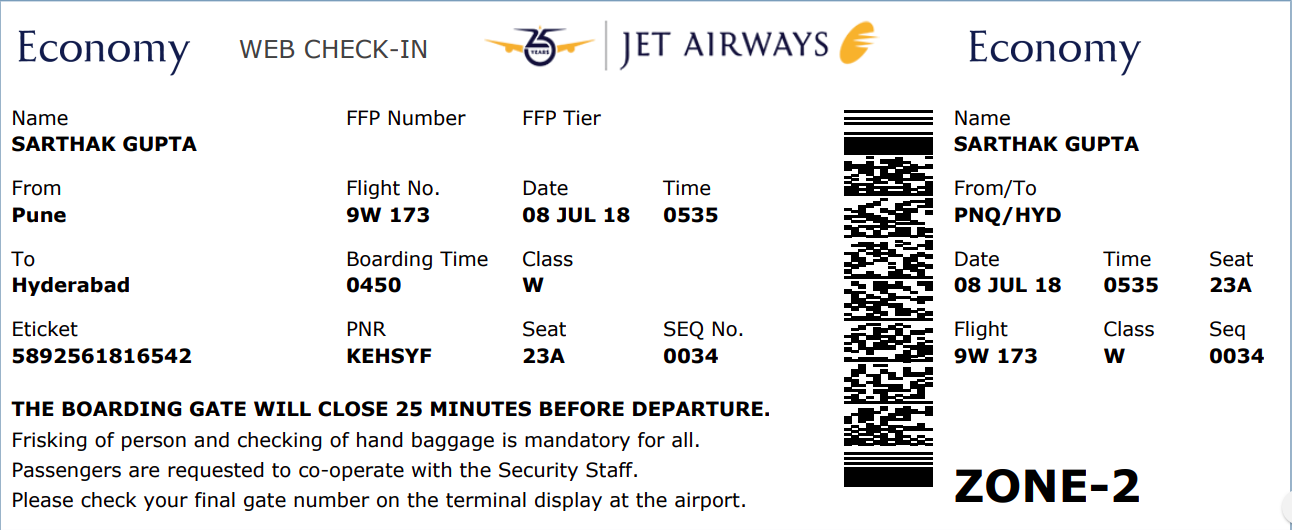 Economy WEB CHECK-IN 25 YEARS JET AIRWAYS Economy
Name FFP Number FFP Tier Name
SARTHAK GUPTA SARTHAK GUPTA
From Flight No. Date Time From/To
Pune 9W 173 08 JUL 18 0535 PNQ/HYD
To Boarding Time Class Date Time Seat
Hyderabad 0450 W 08 JUL 18 0535 23A
Eticket PNR Seat SEQ No. Flight Class Seq
5892561816542 KEHSYF 23A 0034 9W 173 W 0034
THE BOARDING GATE WILL CLOSE 25 MINUTES BEFORE DEPARTURE.
Frisking of person and checking of hand baggage is mandatory for all.
Passengers are requested to co-operate with the Security Staff.
Please check your final gate number on the terminal display at the airport.
ZONE-2